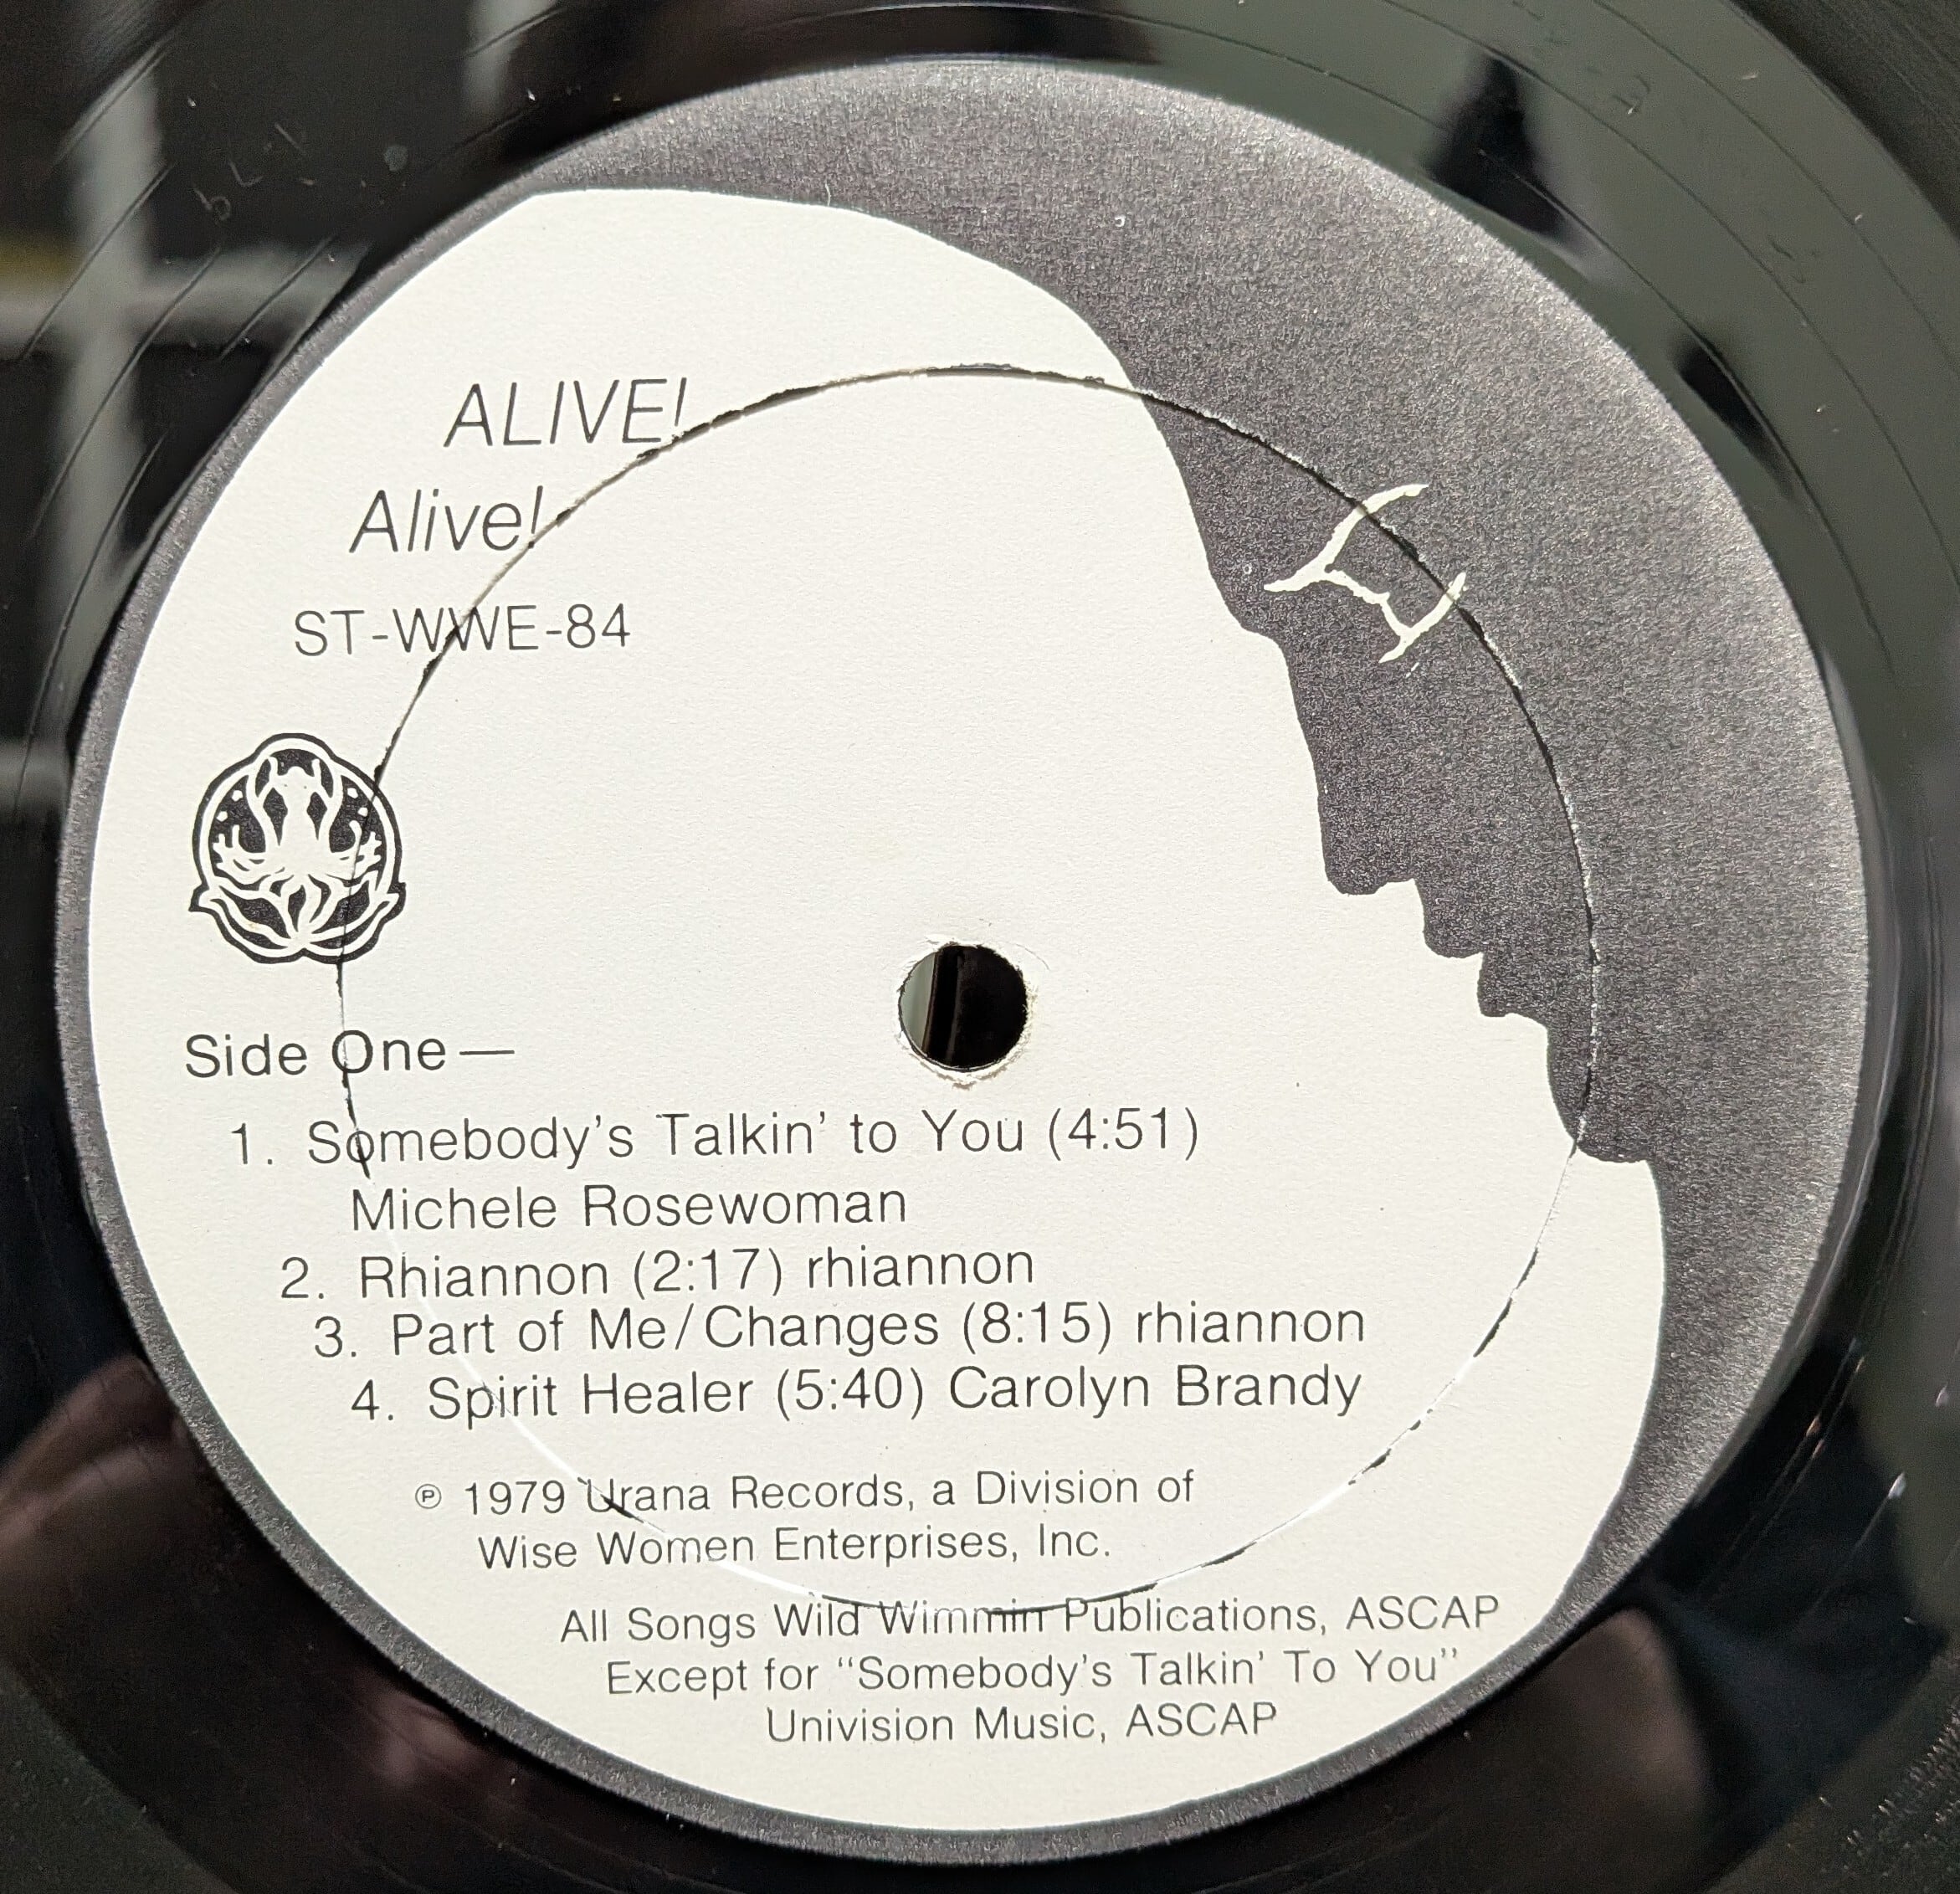 ALIVE!
Alive!
ST-WWE-84
Side One—
1. Somebody's Talkin' to You (4:51)
Michele Rosewoman
2. Rhiannon (2:17) rhiannon
3. Part of Me/Changes (8:15) rhiannon
4. Spirit Healer (5:40) Carolyn Brandy
℗ 1979 Urana Records, a Division of
Wise Women Enterprises, Inc.
All Songs Wild Wimmin Publications, ASCAP
Except for “Somebody's Talkin' To You”
Univision Music, ASCAP